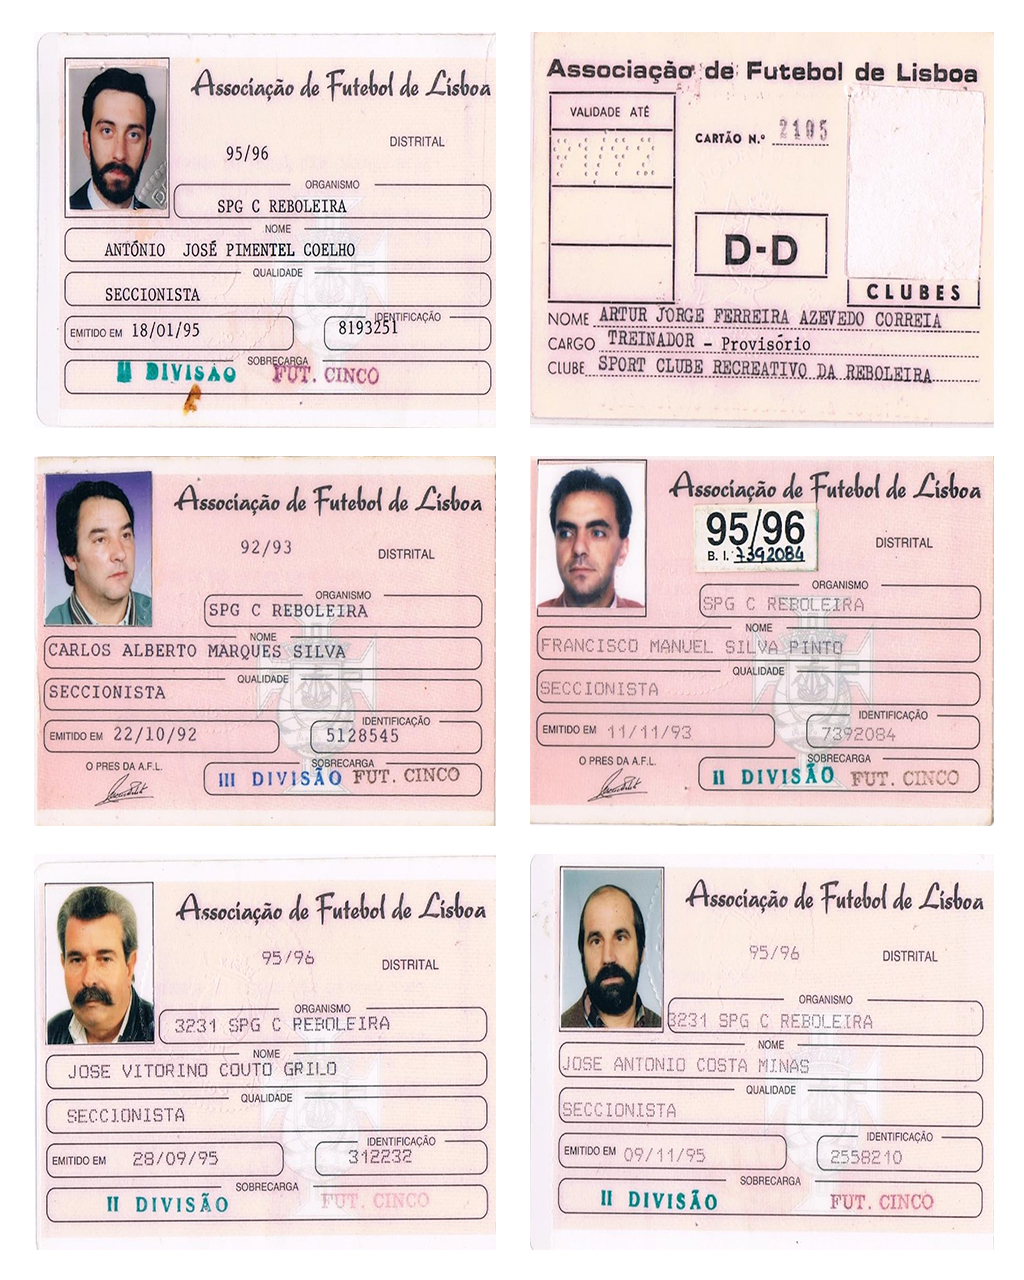 Associação de Futebol de Lisboa
95/96
DISTRITAL
ORGANISMO
SPG C REBOLEIRA
NOME
ANTÓNIO JOSÉ PIMENTEL COELHO
QUALIDADE
SECCIONISTA
EMITIDO EM 18/01/95
IDENTIFICAÇÃO
8193251
SOBRECARGA
II DIVISÃO FUT. CINCO
Associação de Futebol de Lisboa
VALIDADE ATÉ
CARTÃO N.º 2195
D-D
CLUBES
NOME ARTUR JORGE FERREIRA AZEVEDO CORREIA
CARGO TREINADOR - Provisório
CLUBE SPORT CLUBE RECREATIVO DA REBOLEIRA
Associação de Futebol de Lisboa
92/93
DISTRITAL
ORGANISMO
SPG C REBOLEIRA
NOME
CARLOS ALBERTO MARQUES SILVA
QUALIDADE
SECCIONISTA
EMITIDO EM 22/10/92
IDENTIFICAÇÃO
5128545
O PRES DA A.F.L.
SOBRECARGA
III DIVISÃO FUT. CINCO
Associação de Futebol de Lisboa
95/96
B. I. 7392084
DISTRITAL
ORGANISMO
SPG C REBOLEIRA
NOME
FRANCISCO MANUEL SILVA PINTO
QUALIDADE
SECCIONISTA
EMITIDO EM 11/11/93
IDENTIFICAÇÃO
7392084
O PRES DA A.F.L.
SOBRECARGA
II DIVISÃO FUT. CINCO
Associação de Futebol de Lisboa
95/96
DISTRITAL
ORGANISMO
3231 SPG C REBOLEIRA
NOME
JOSE VITORINO COUTO GRILO
QUALIDADE
SECCIONISTA
EMITIDO EM 28/09/95
IDENTIFICAÇÃO
312232
SOBRECARGA
II DIVISÃO FUT. CINCO
Associação de Futebol de Lisboa
95/96
DISTRITAL
ORGANISMO
3231 SPG C REBOLEIRA
NOME
JOSE ANTONIO COSTA MINAS
QUALIDADE
SECCIONISTA
EMITIDO EM 09/11/95
IDENTIFICAÇÃO
2558210
SOBRECARGA
II DIVISÃO FUT. CINCO